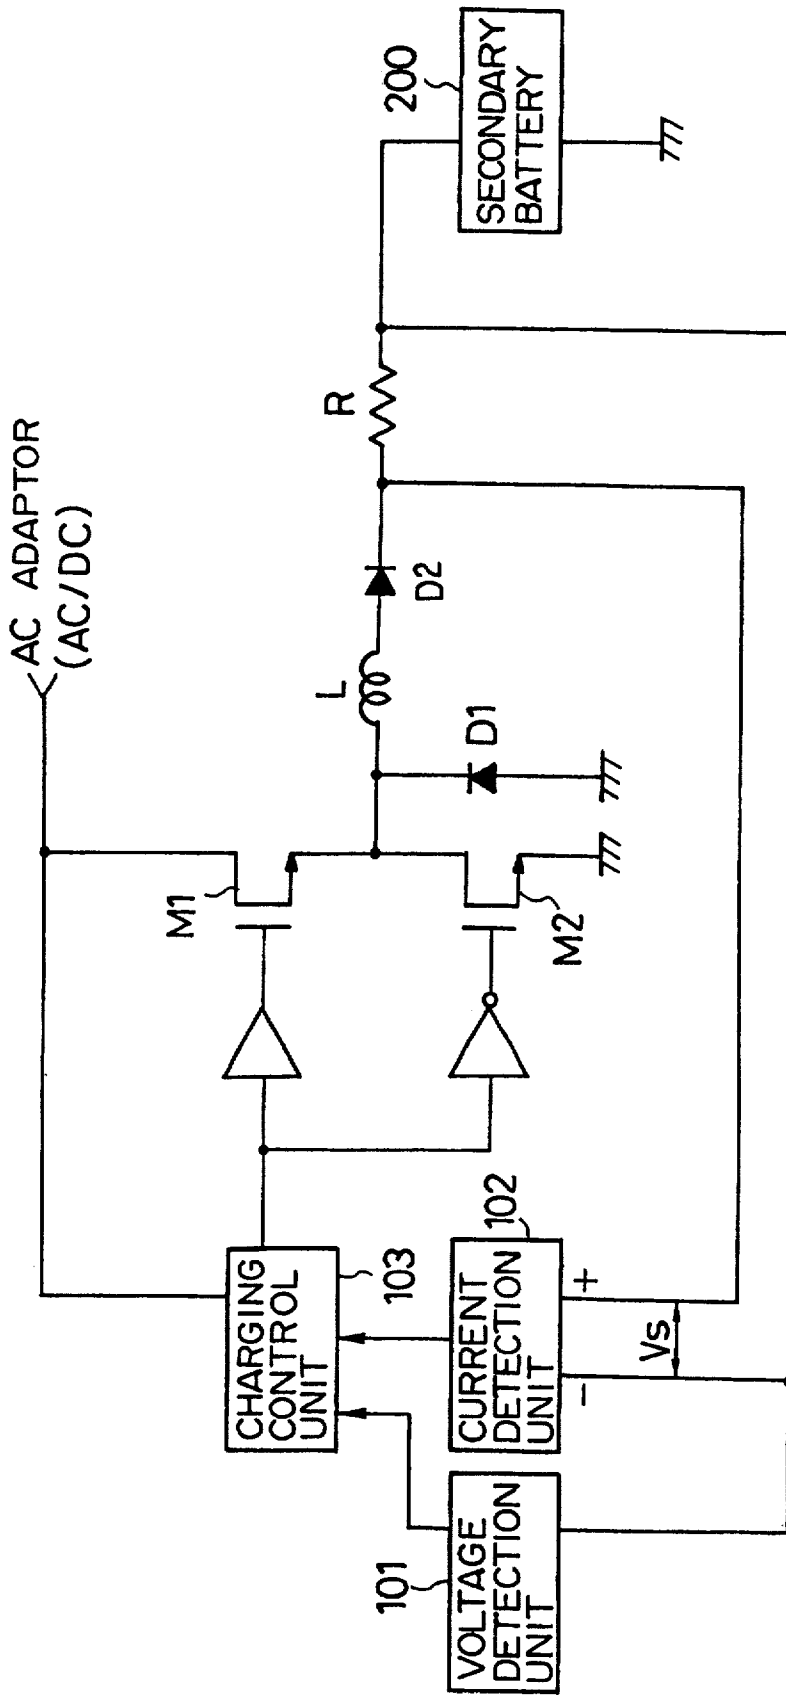 AC ADAPTOR
(AC/DC)
CHARGING
CONTROL
UNIT
103
M1
M2
L
D1
D2
R
200
SECONDARY
BATTERY
101
VOLTAGE
DETECTION
UNIT
102
CURRENT
DETECTION
UNIT
−
+
Vs